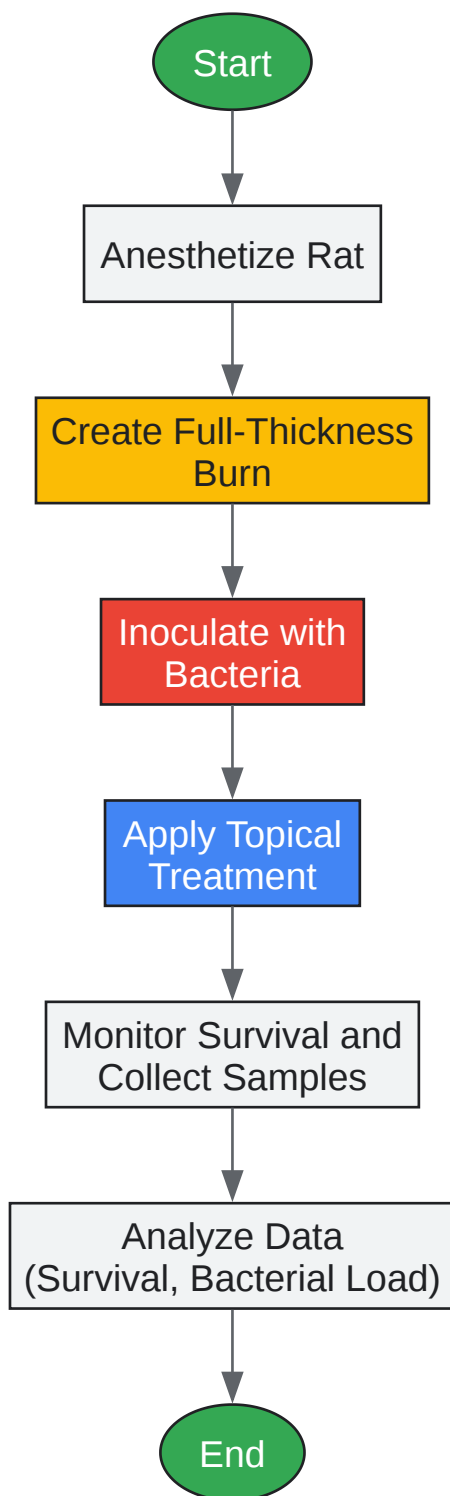 Start
Anesthetize Rat
Create Full-Thickness
Burn
Inoculate with
Bacteria
Apply Topical
Treatment
Monitor Survival and
Collect Samples
Analyze Data
(Survival, Bacterial Load)
End